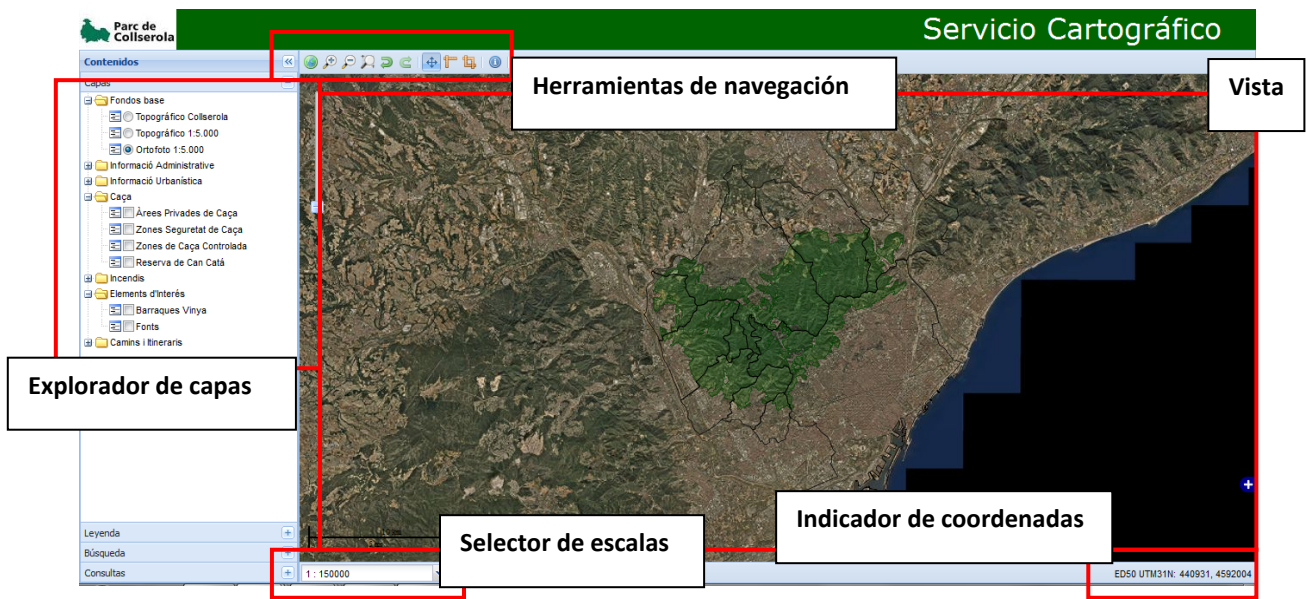 Parc de
Collserola
Servicio Cartográfico
Contenidos
Herramientas de navegación
Vista
Capas
Fondos base
Topográfico Collserola
Topográfico 1:5.000
Ortofoto 1:5.000
Informació Administrative
Informació Urbanística
Caça
Àrees Privades de Caça
Zones Seguretat de Caça
Zones de Caça Controlada
Reserva de Can Catá
Incendis
Elements d'Interés
Barraques Vinya
Fonts
Camins i Itineraris
Explorador de capas
Indicador de coordenadas
Selector de escalas
Leyenda
Búsqueda
Consultas
1 : 150000
ED50 UTM31N: 440931, 4592004